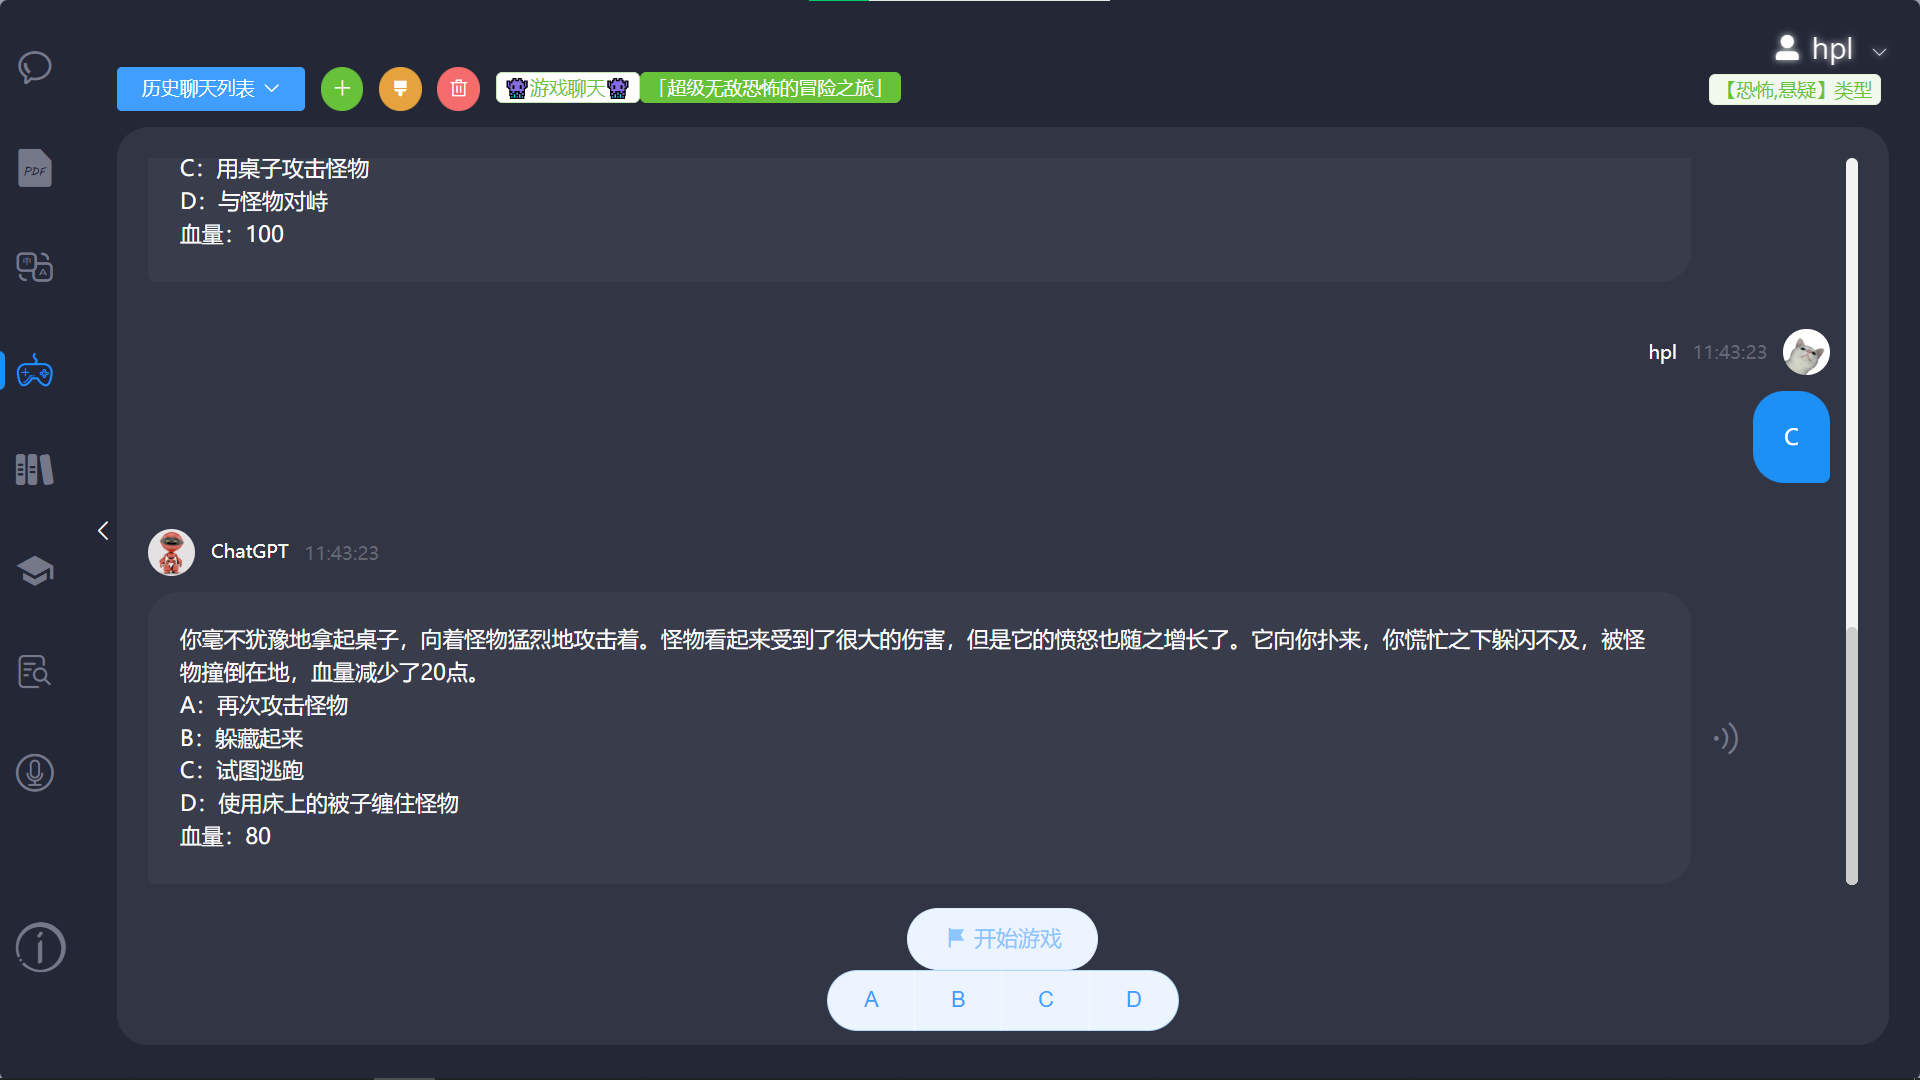 hpl
历史聊天列表
游戏聊天
「超级无敌恐怖的冒险之旅」
【恐怖,悬疑】类型
PDF
中
A
C：用桌子攻击怪物
D：与怪物对峙
血量：100
hpl 11:43:23
C
ChatGPT 11:43:23
你毫不犹豫地拿起桌子，向着怪物猛烈地攻击着。怪物看起来受到了很大的伤害，但是它的愤怒也随之增长了。它向你扑来，你慌忙之下躲闪不及，被怪
物撞倒在地，血量减少了20点。
A：再次攻击怪物
B：躲藏起来
C：试图逃跑
D：使用床上的被子缠住怪物
血量：80
开始游戏
A B C D